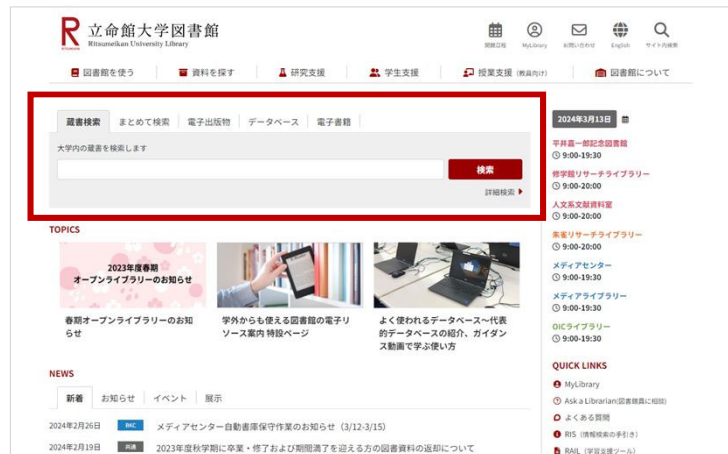 立命館大学図書館
Ritsumeikan University Library
開館日程 MyLibrary お問い合わせ English サイト内検索
図書館を使う 資料を探す 研究支援 学生支援 授業支援 (教員向け) 図書館について
蔵書検索 まとめて検索 電子出版物 データベース 電子書籍
大学内の蔵書を検索します
検索
詳細検索
2024年3月13日
平井嘉一郎記念図書館
9:00-19:30
修学館リサーチライブラリー
9:00-20:00
人文系文献資料室
9:00-20:00
朱雀リサーチライブラリー
9:00-20:00
メディアセンター
9:00-19:30
メディアライブラリー
9:00-19:30
OICライブラリー
9:00-19:30
TOPICS
2023年度春期
オープンライブラリーのお知らせ
春期オープンライブラリーのお知
らせ
学外からも使える図書館の電子リ
ソース案内 特設ページ
よく使われるデータベース～代表
的データベースの紹介、ガイダン
ス動画で学ぶ使い方
NEWS
新着 お知らせ イベント 展示
2024年2月26日 BKC メディアセンター自動書庫保守作業のお知らせ（3/12-3/15）
2024年2月19日 共通 2023年度秋学期に卒業・修了および期間満了を迎える方の図書資料の返却について
QUICK LINKS
MyLibrary
Ask a Librarian(図書館員に相談)
よくある質問
RIS（情報検索の手引き）
RAIL（学習支援ツール）